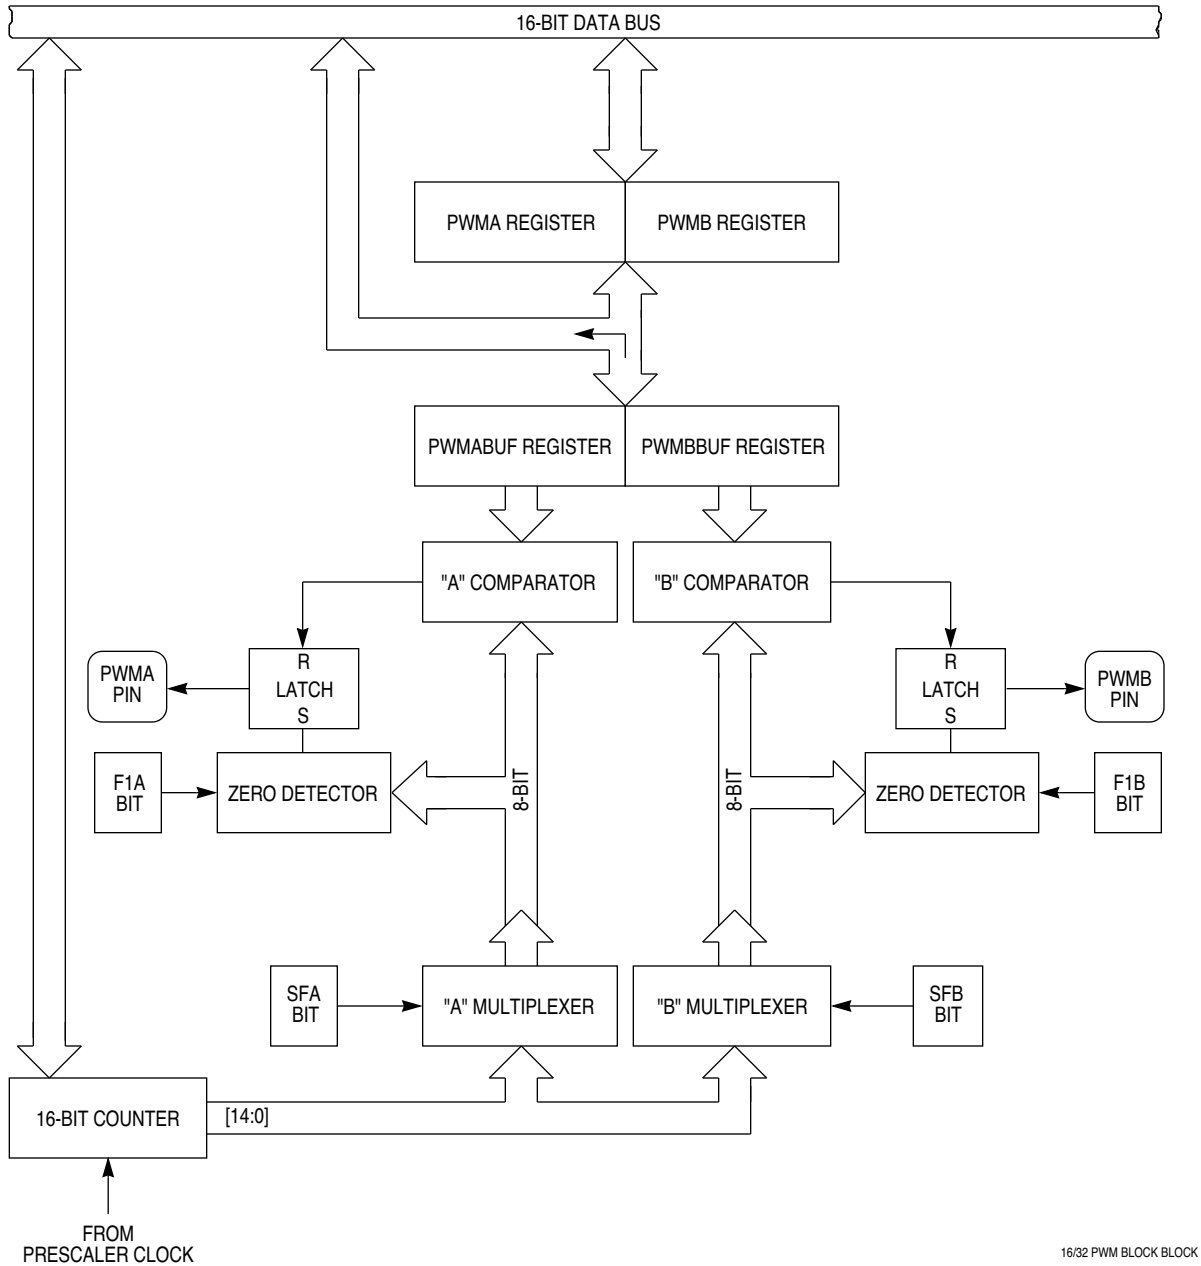 16-BIT DATA BUS
PWMA REGISTER
PWMB REGISTER
PWMABUF REGISTER
PWMBBUF REGISTER
"A" COMPARATOR
"B" COMPARATOR
PWMA
PIN
R
LATCH
S
R
LATCH
S
PWMB
PIN
F1A
BIT
ZERO DETECTOR
8-BIT
8-BIT
ZERO DETECTOR
F1B
BIT
SFA
BIT
"A" MULTIPLEXER
"B" MULTIPLEXER
SFB
BIT
16-BIT COUNTER
[14:0]
FROM
PRESCALER CLOCK
16/32 PWM BLOCK BLOCK